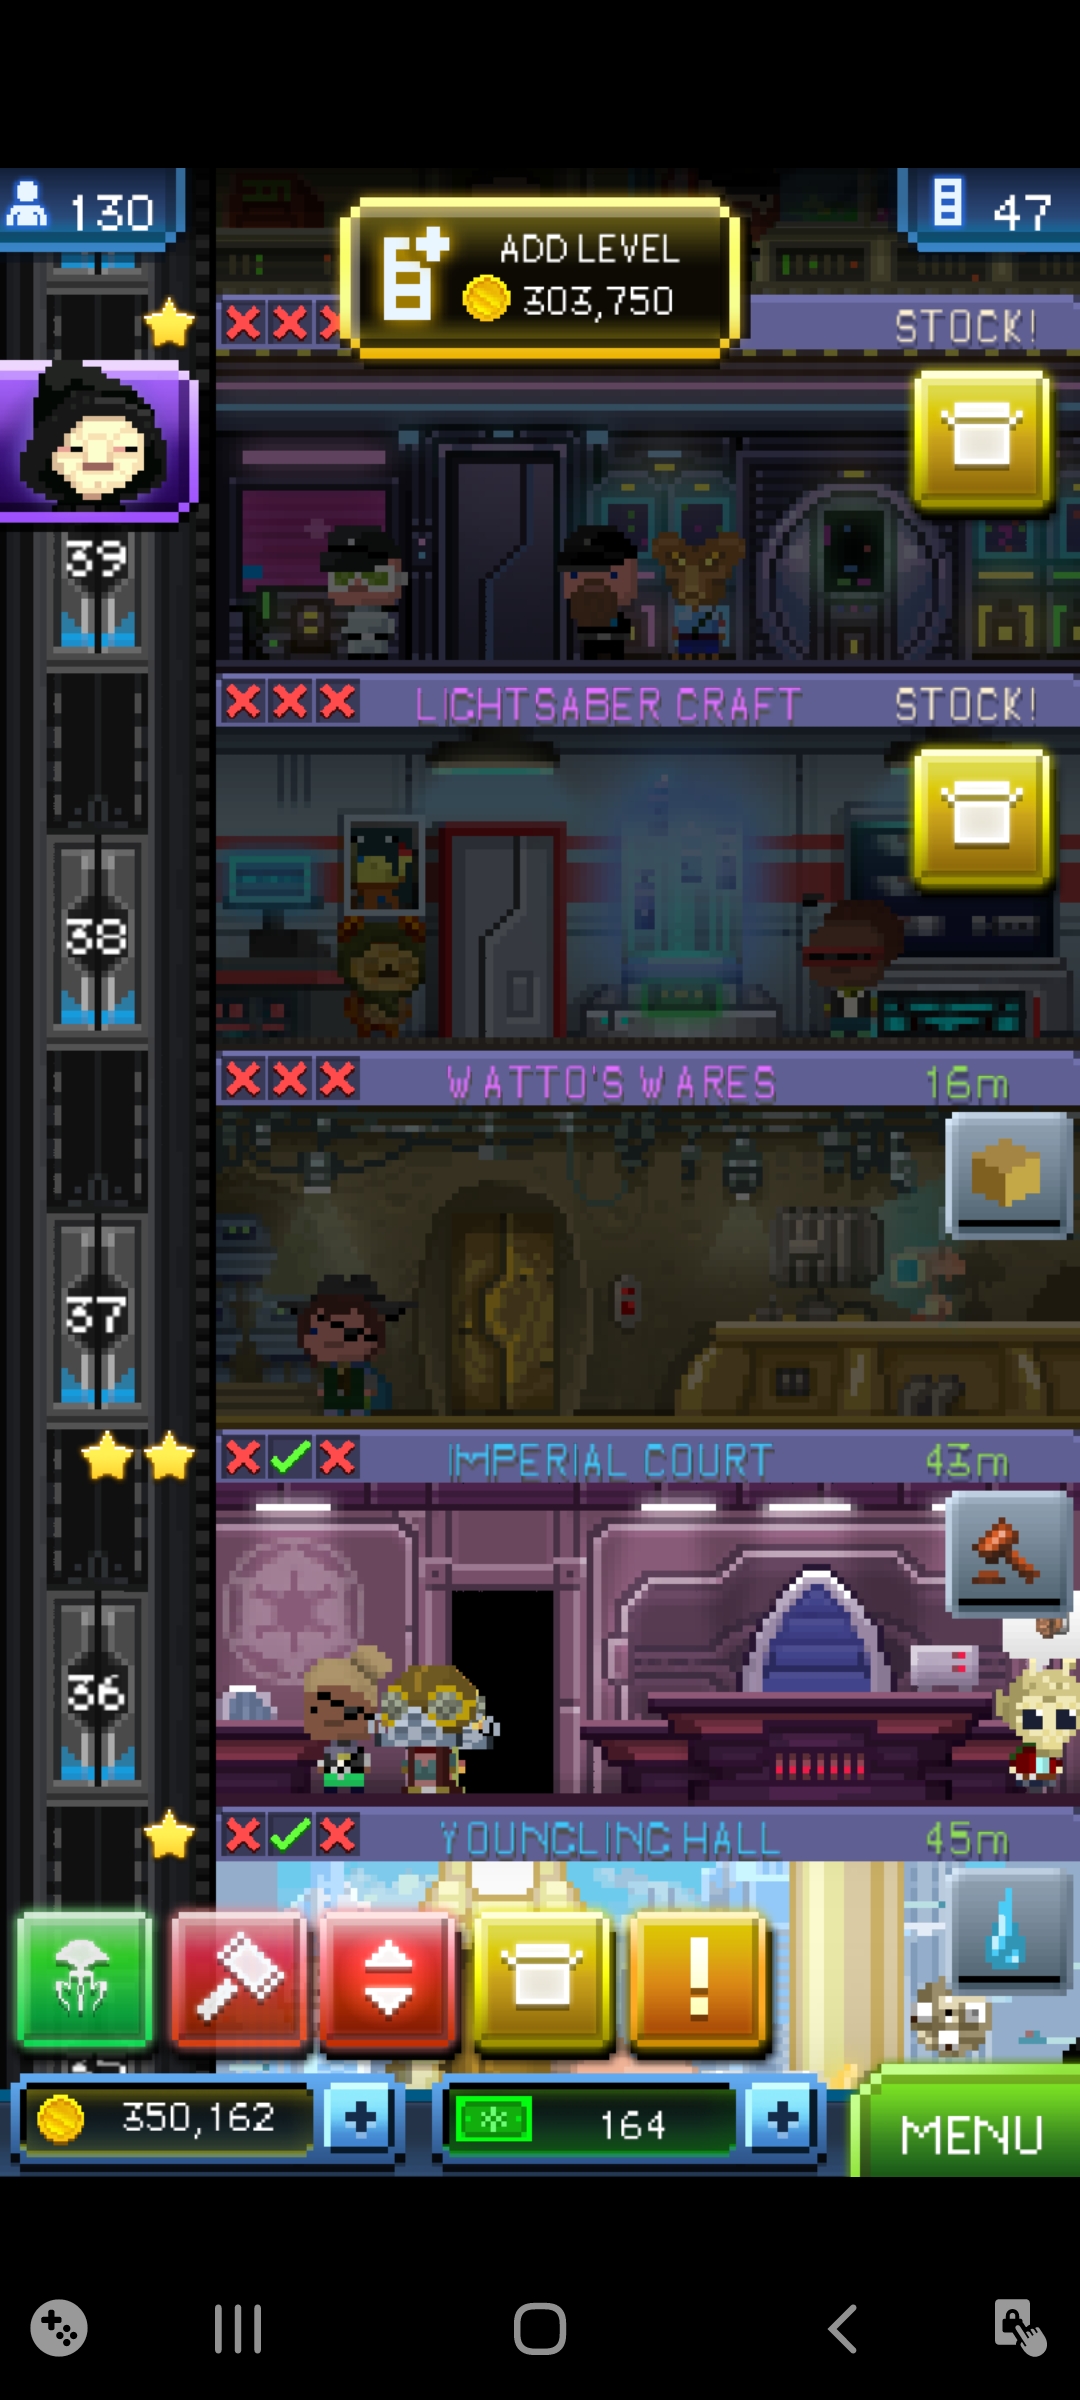 130
ADD LEVEL
303,750
47
STOCK!
39
LIGHTSABER CRAFT
STOCK!
38
WATTO'S WARES
16m
37
IMPERIAL COURT
43m
36
YOUNGLING HALL
45m
350,162
164
MENU